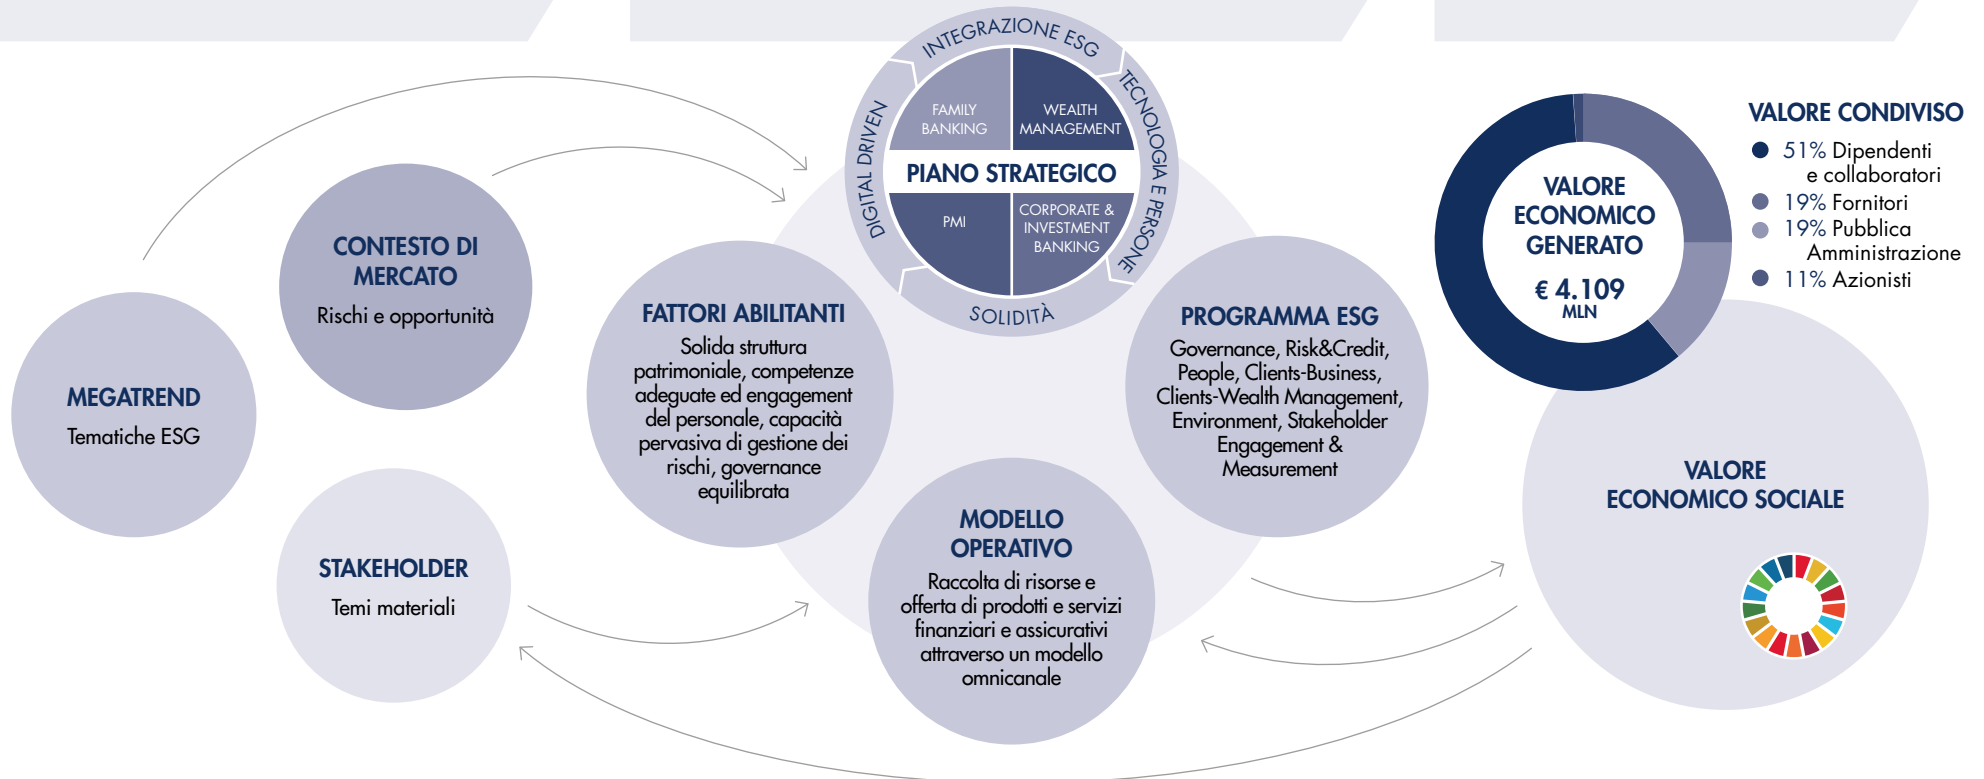 MEGATREND
Tematiche ESG
CONTESTO DI
MERCATO
Rischi e opportunità
STAKEHOLDER
Temi materiali
FATTORI ABILITANTI
Solida struttura
patrimoniale, competenze
adeguate ed engagement
del personale, capacità
pervasiva di gestione dei
rischi, governance
equilibrata
INTEGRAZIONE ESG
TECNOLOGIA E PERSONE
SOLIDITÀ
DIGITAL DRIVEN
FAMILY
BANKING
WEALTH
MANAGEMENT
PIANO STRATEGICO
PMI
CORPORATE &
INVESTMENT
BANKING
MODELLO
OPERATIVO
Raccolta di risorse e
offerta di prodotti e servizi
finanziari e assicurativi
attraverso un modello
omnicanale
PROGRAMMA ESG
Governance, Risk&Credit,
People, Clients-Business,
Clients-Wealth Management,
Environment, Stakeholder
Engagement &
Measurement
VALORE
ECONOMICO
GENERATO
€ 4.109
MLN
VALORE CONDIVISO
51% Dipendenti
e collaboratori
19% Fornitori
19% Pubblica
Amministrazione
11% Azionisti
VALORE
ECONOMICO SOCIALE